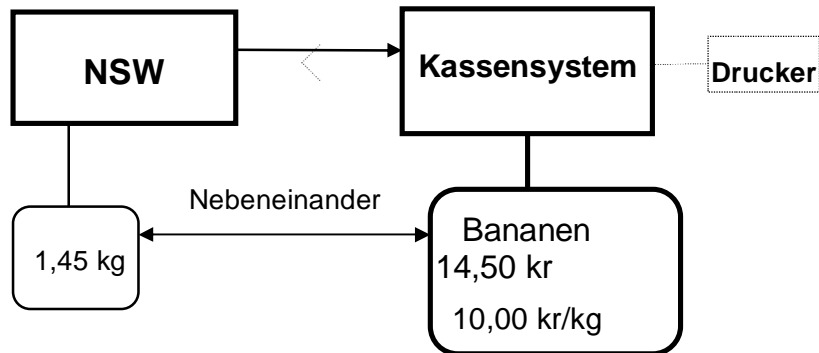 NSW
Kassensystem
Drucker
Nebeneinander
1,45 kg
Bananen
14,50 kr
10,00 kr/kg